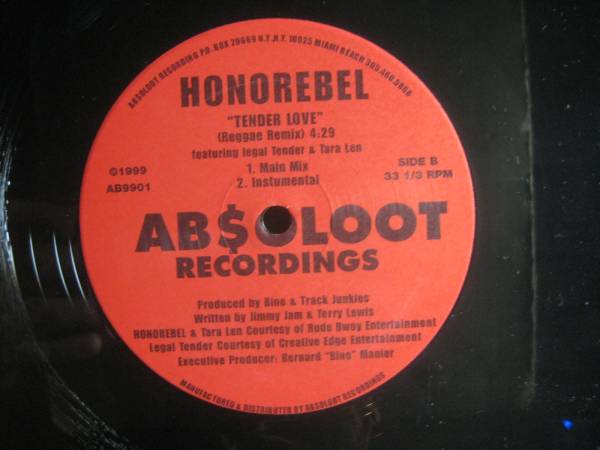 ABSOLOOT RECORDING P.O. BOX 20669 N.Y.,N.Y. 10025 MIAMI BEACH 305.460.5888
HONOREBEL
"TENDER LOVE"
(Reggae Remix) 4:29
featuring legal Tender & Tara Len
1. Main Mix
2. Instumental
©1999
AB9901
SIDE B
33 1/3 RPM
AB$OLOOT
RECORDINGS
Produced by Bine & Track Junkies
Written by Jimmy Jam & Terry Lewis
HONOREBEL & Tara Len Courtesy of Rude Bwoy Entertainment
Legal Tender Courtesy of Creative Edge Entertainment
Executive Producer: Bernard "Bino" Manier
MANUFACTURED & DISTRIBUTED BY ABSOLOOT RECORDINGS